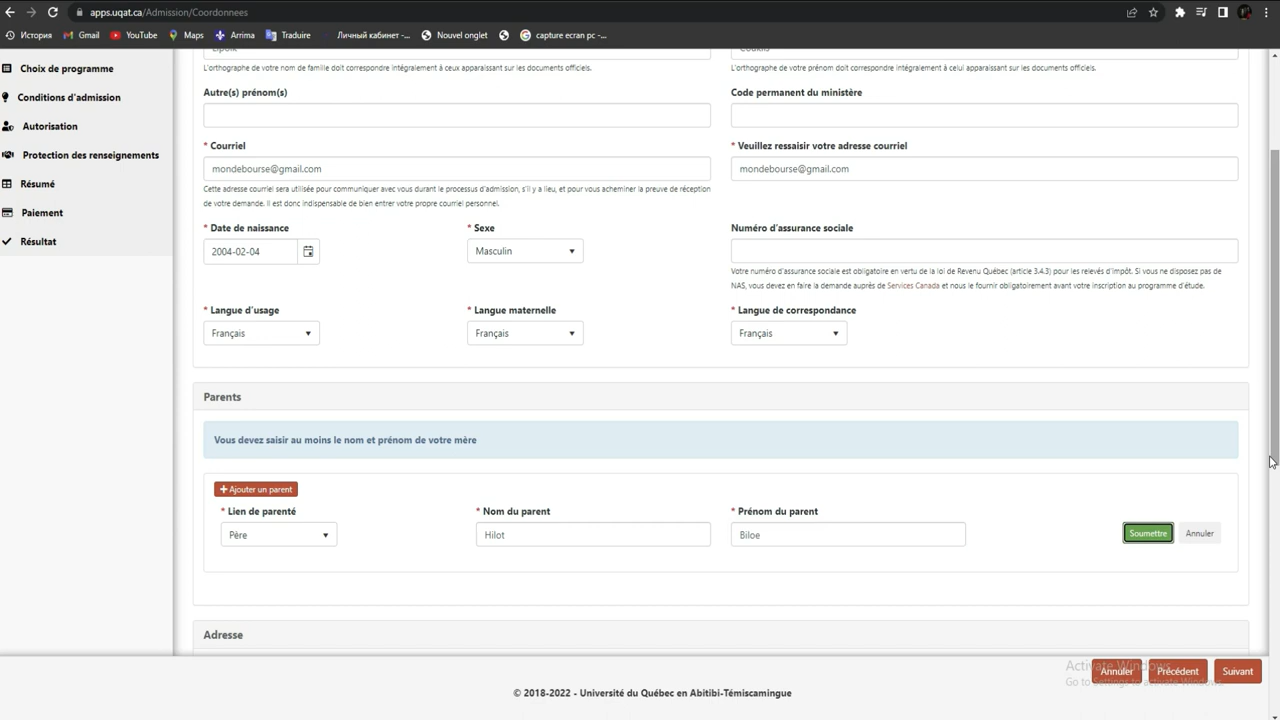 apps.uqat.ca/Admission/Coordonnees
История Gmail YouTube Maps Arrima Traduire Личный кабинет -... Nouvel onglet capture ecran pc -...
Choix de programme
Conditions d'admission
Autorisation
Protection des renseignements
Résumé
Paiement
Résultat
L'orthographe de votre nom de famille doit correspondre intégralement à ceux apparaissant sur les documents officiels.
L'orthographe de votre prénom doit correspondre intégralement à celui apparaissant sur les documents officiels.
Autre(s) prénom(s)
Code permanent du ministère
* Courriel
* Veuillez ressaisir votre adresse courriel
mondebourse@gmail.com
mondebourse@gmail.com
Cette adresse courriel sera utilisée pour communiquer avec vous durant le processus d'admission, s'il y a lieu, et pour vous acheminer la preuve de réception
de votre demande. Il est donc indispensable de bien entrer votre propre courriel personnel.
* Date de naissance
* Sexe
Numéro d'assurance sociale
2004-02-04
Masculin
Votre numéro d'assurance sociale est obligatoire en vertu de la loi de Revenu Québec (article 3.4.3) pour les relevés d'impôt. Si vous ne disposez pas de
NAS, vous devez en faire la demande auprès de Services Canada et nous le fournir obligatoirement avant votre inscription au programme d'étude.
* Langue d'usage
* Langue maternelle
* Langue de correspondance
Français
Français
Français
Parents
Vous devez saisir au moins le nom et prénom de votre mère
+ Ajouter un parent
* Lien de parenté
* Nom du parent
* Prénom du parent
Père
Hilot
Biloe
Soumettre
Annuler
Adresse
Annuler
Précédent
Suivant
Activate Windows
Go to Settings to activate Windows.
© 2018-2022 - Université du Québec en Abitibi-Témiscamingue